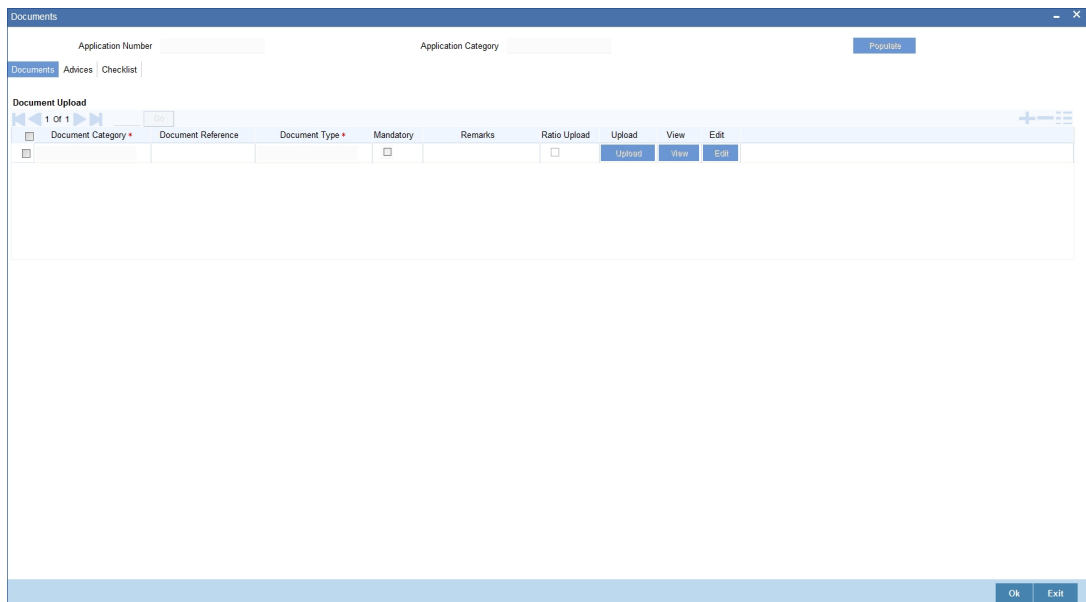 Documents
Application Number Application Category Populate
Documents Advices Checklist
Document Upload
1 Of 1 Go
Document Category * Document Reference Document Type * Mandatory Remarks Ratio Upload Upload View Edit
Upload View Edit
Ok Exit